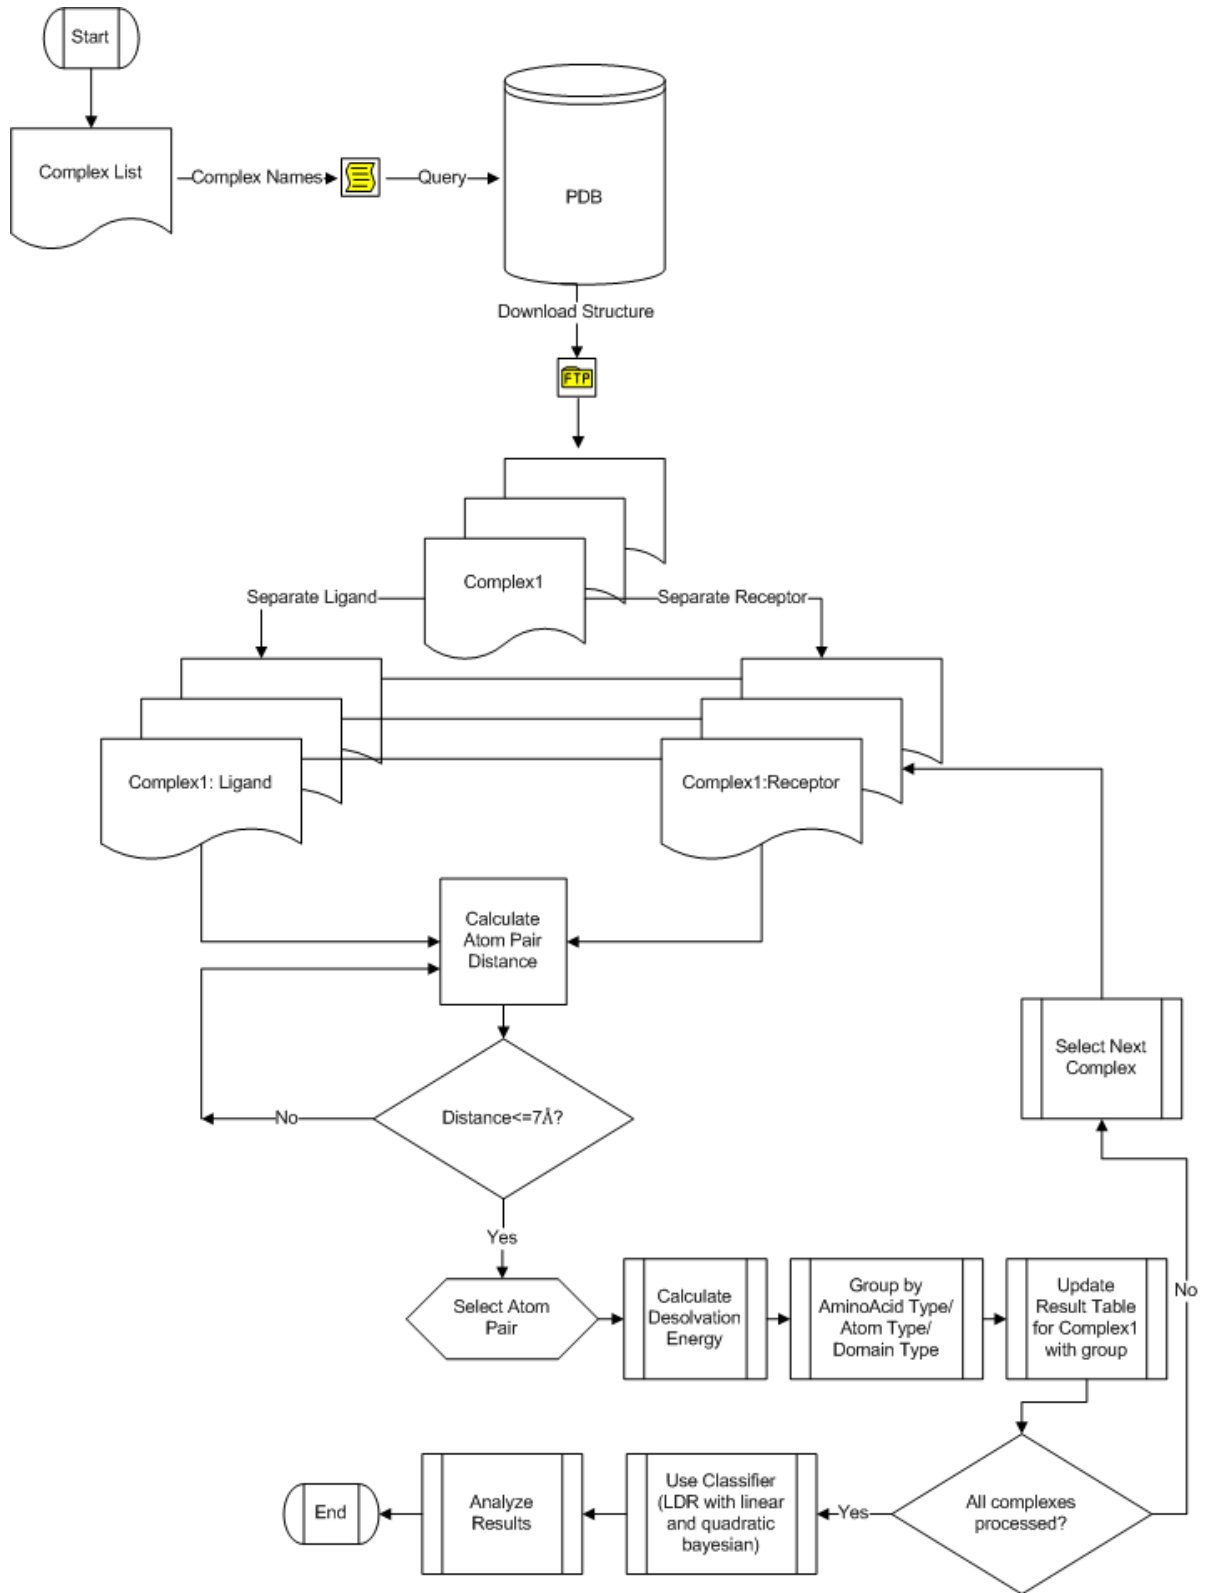 Start
Complex List
Complex Names
Query
PDB
Download Structure
FTP
Complex1
Separate Ligand
Separate Receptor
Complex1: Ligand
Complex1:Receptor
Calculate
Atom Pair
Distance
Distance<=7Å?
No
Yes
Select Next
Complex
Select Atom
Pair
Calculate
Desolvation
Energy
Group by
AminoAcid Type/
Atom Type/
Domain Type
Update
Result Table
for Complex1
with group
No
All complexes
processed?
Yes
Use Classifier
(LDR with linear
and quadratic
bayesian)
Analyze
Results
End